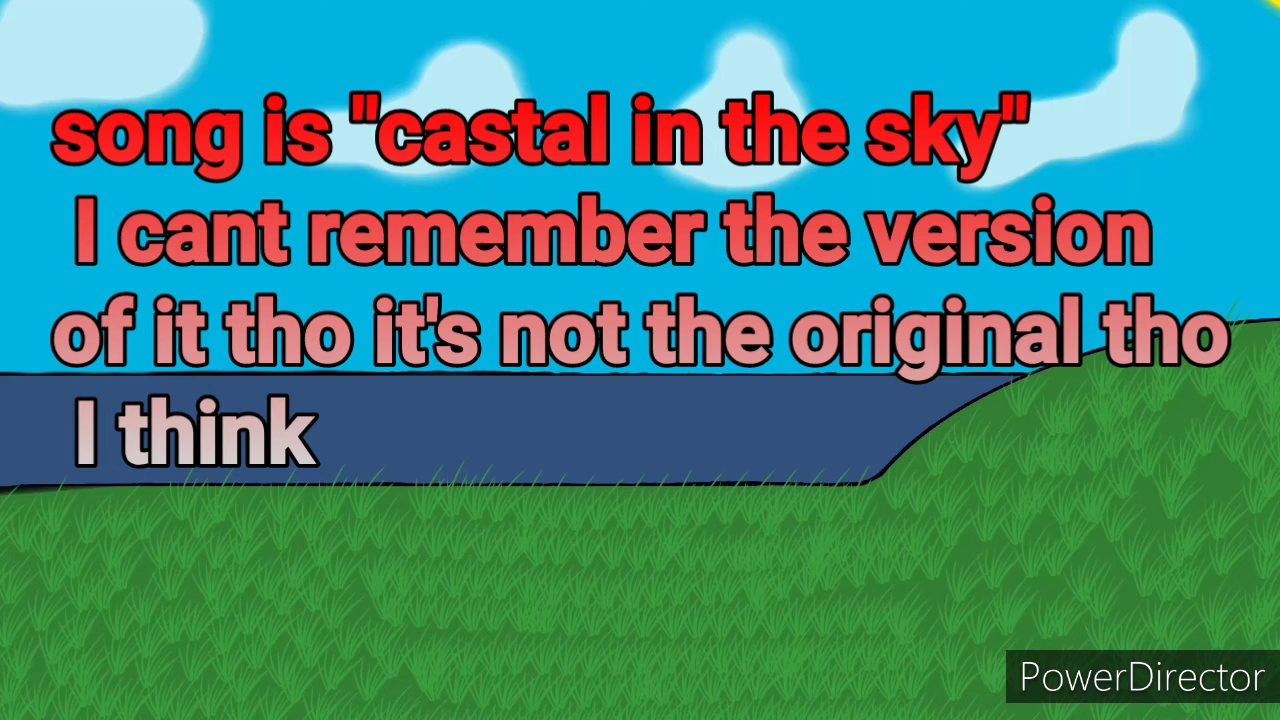 song is "castal in the sky"
I cant remember the version
of it tho it's not the original tho
I think
PowerDirector